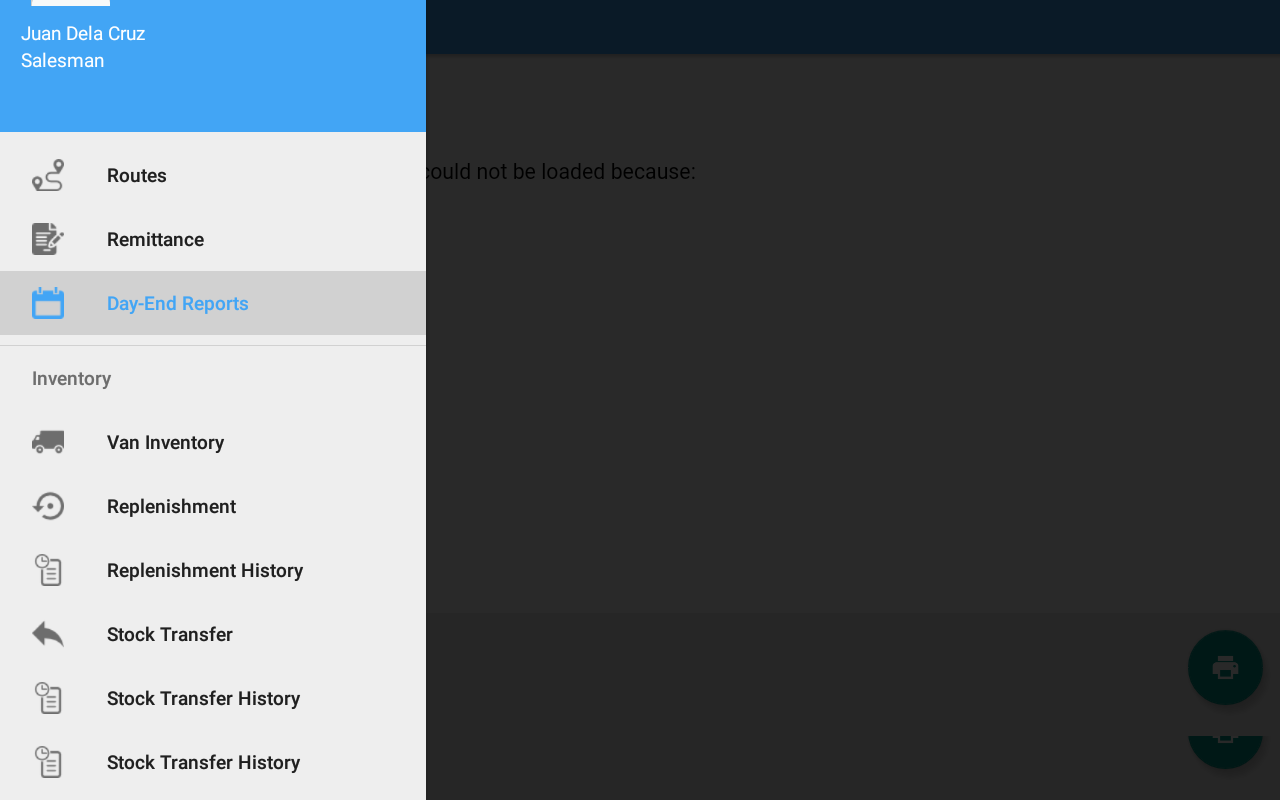 Juan Dela Cruz
Salesman
could not be loaded because:
Routes
Remittance
Day-End Reports
Inventory
Van Inventory
Replenishment
Replenishment History
Stock Transfer
Stock Transfer History
Stock Transfer History